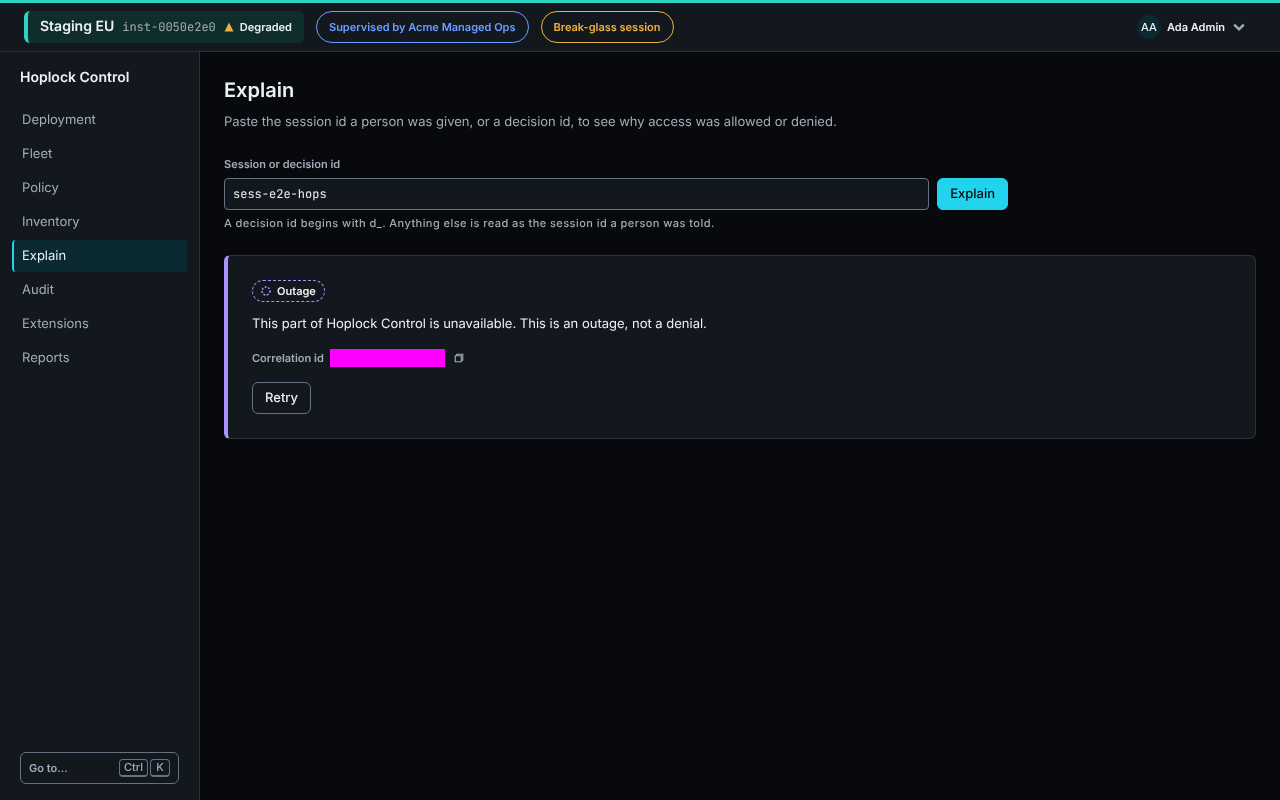 Staging EU inst-0050e2e0 Degraded
Supervised by Acme Managed Ops
Break-glass session
AA Ada Admin
Hoplock Control
Deployment
Fleet
Policy
Inventory
Explain
Audit
Extensions
Reports
Go to...
Ctrl K
Explain
Paste the session id a person was given, or a decision id, to see why access was allowed or denied.
Session or decision id
sess-e2e-hops
Explain
A decision id begins with d_. Anything else is read as the session id a person was told.
Outage
This part of Hoplock Control is unavailable. This is an outage, not a denial.
Correlation id
Retry